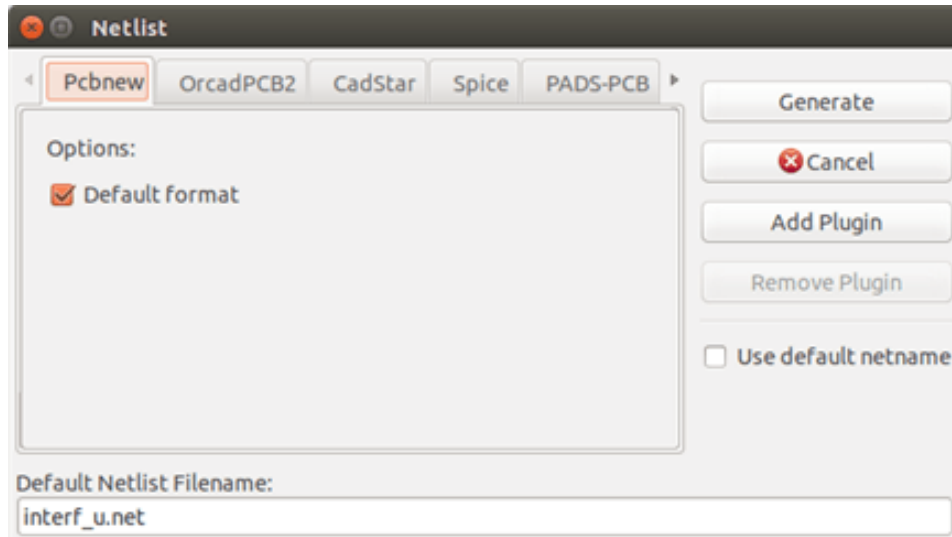 Netlist
Pcbnew OrcadPCB2 CadStar Spice PADS-PCB
Options:
Default format
Generate
Cancel
Add Plugin
Remove Plugin
Use default netname
Default Netlist Filename:
interf_u.net